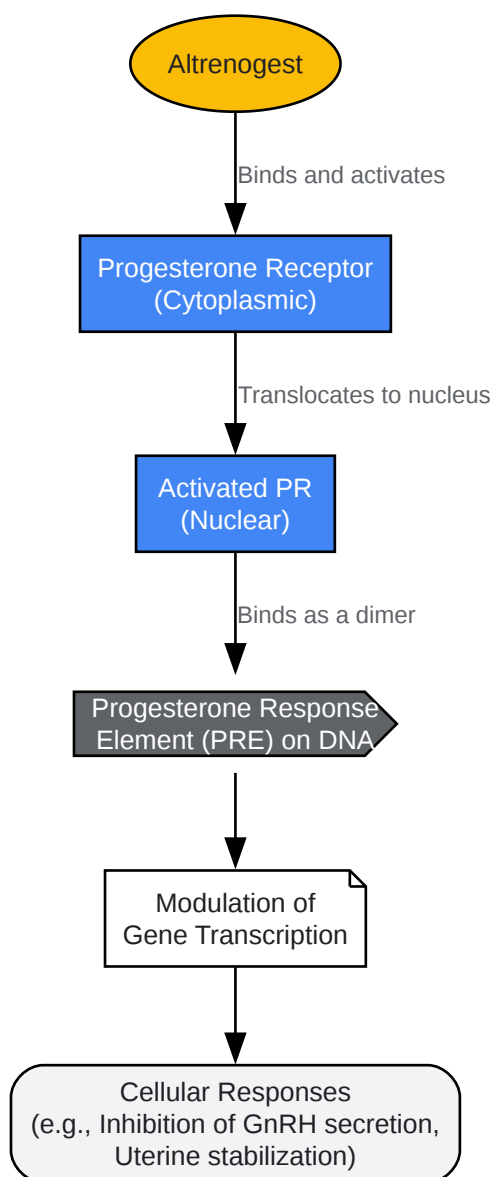 Altrenogest
Binds and activates
Progesterone Receptor
(Cytoplasmic)
Translocates to nucleus
Activated PR
(Nuclear)
Binds as a dimer
Progesterone Response
Element (PRE) on DNA
Modulation of
Gene Transcription
Cellular Responses
(e.g., Inhibition of GnRH secretion,
Uterine stabilization)